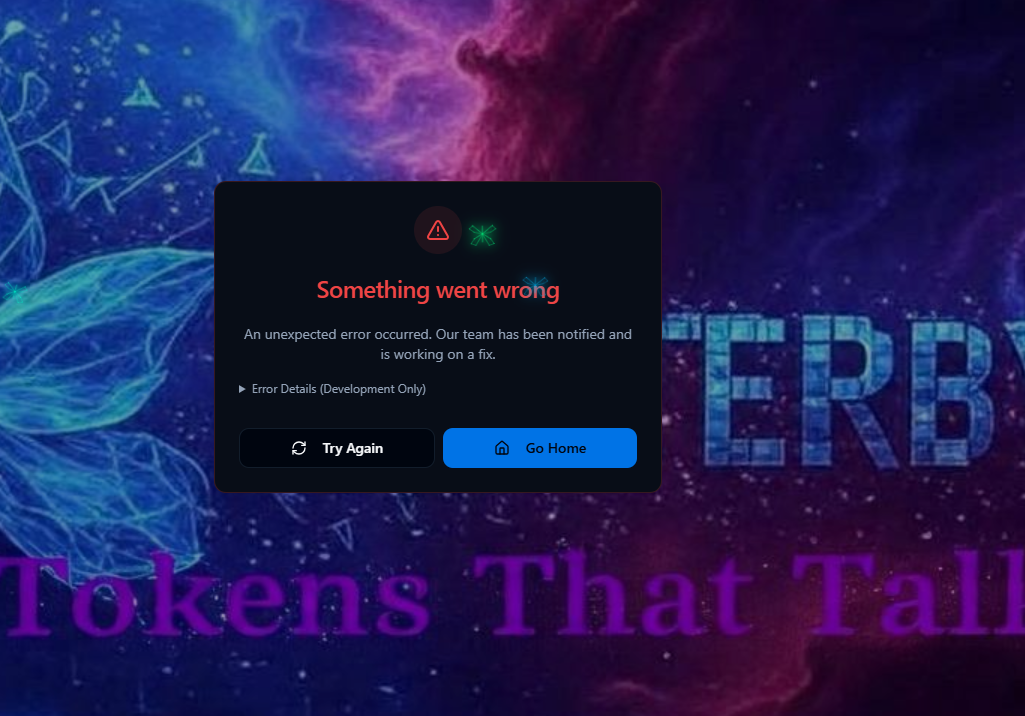 Something went wrong
An unexpected error occurred. Our team has been notified and
is working on a fix.
Error Details (Development Only)
Try Again
Go Home
Tokens That Talk